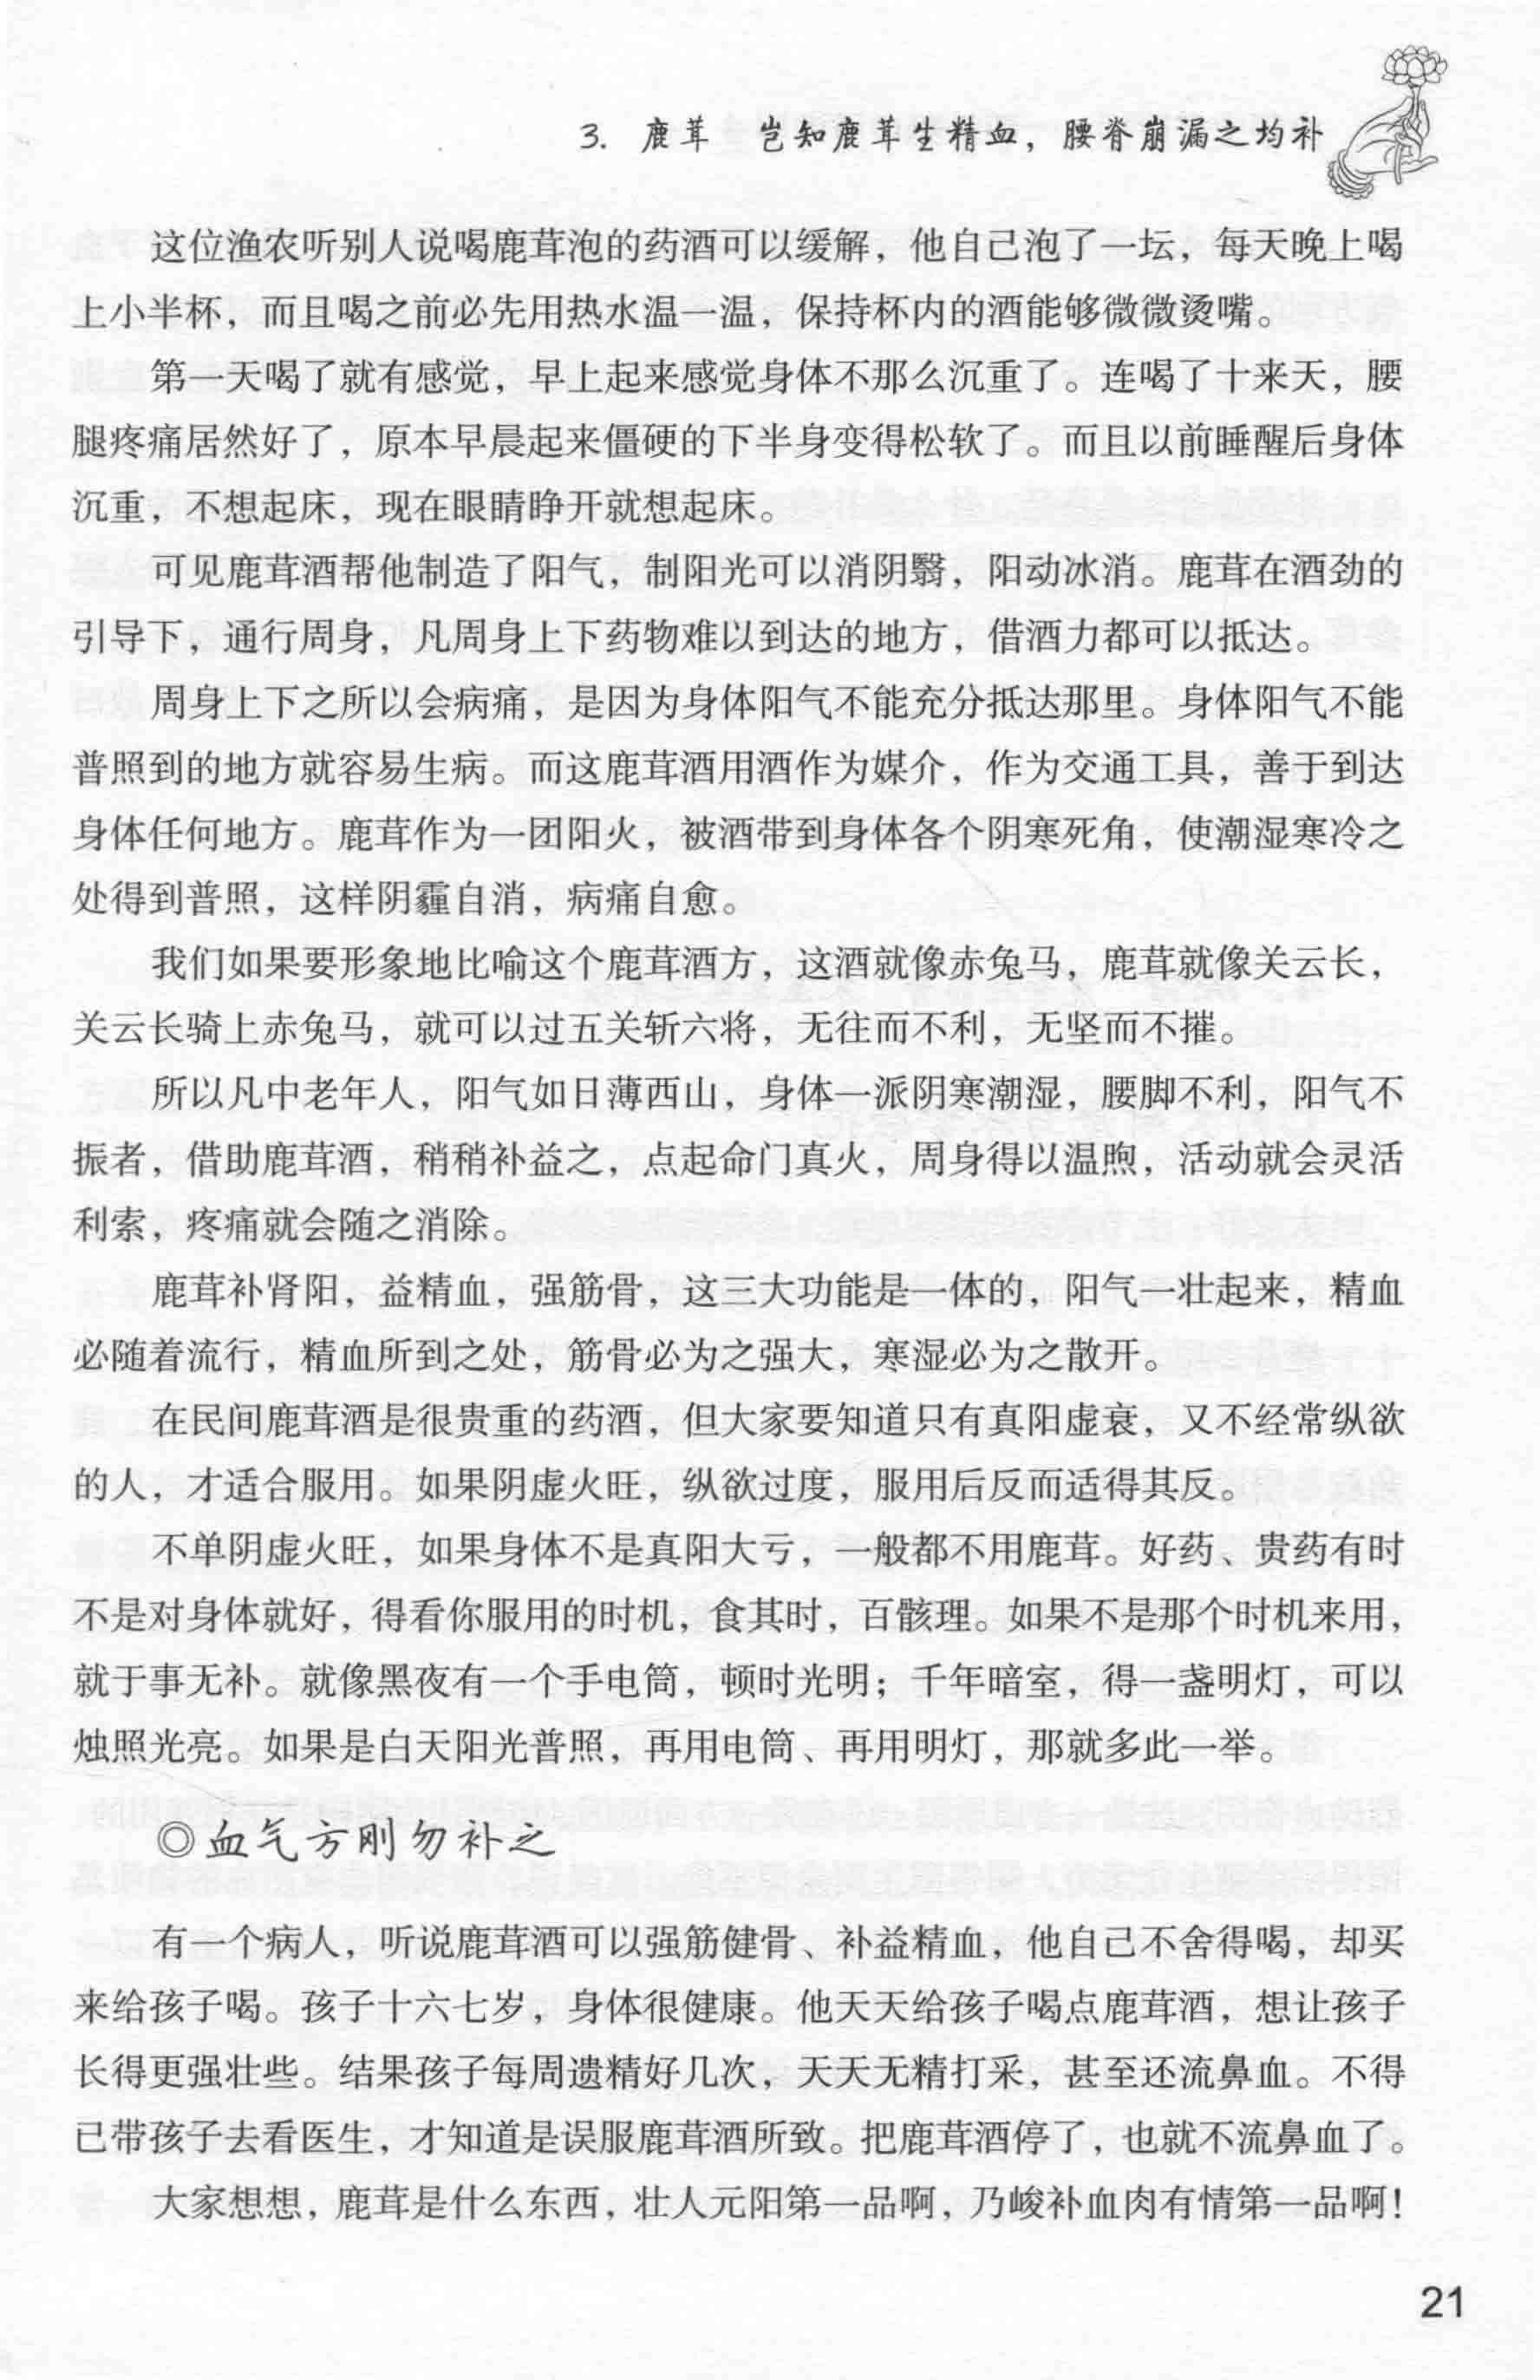 3. 鹿茸　岂知鹿茸生精血，腰脊崩漏之均补
这位渔农听别人说喝鹿茸泡的药酒可以缓解，他自己泡了一坛，每天晚上喝
上小半杯，而且喝之前必先用热水温一温，保持杯内的酒能够微微烫嘴。
第一天喝了就有感觉，早上起来感觉身体不那么沉重了。连喝了十来天，腰
腿疼痛居然好了，原本早晨起来僵硬的下半身变得松软了。而且以前睡醒后身体
沉重，不想起床，现在眼睛睁开就想起床。
可见鹿茸酒帮他制造了阳气，制阳光可以消阴翳，阳动冰消。鹿茸在酒劲的
引导下，通行周身，凡周身上下药物难以到达的地方，借酒力都可以抵达。
周身上下之所以会病痛，是因为身体阳气不能充分抵达那里。身体阳气不能
普照到的地方就容易生病。而这鹿茸酒用酒作为媒介，作为交通工具，善于到达
身体任何地方。鹿茸作为一团阳火，被酒带到身体各个阴寒死角，使潮湿寒冷之
处得到普照，这样阴霾自消，病痛自愈。
我们如果要形象地比喻这个鹿茸酒方，这酒就像赤兔马，鹿茸就像关云长，
关云长骑上赤兔马，就可以过五关斩六将，无往而不利，无坚而不摧。
所以凡中老年人，阳气如日薄西山，身体一派阴寒潮湿，腰脚不利，阳气不
振者，借助鹿茸酒，稍稍补益之，点起命门真火，周身得以温煦，活动就会灵活
利索，疼痛就会随之消除。
鹿茸补肾阳，益精血，强筋骨，这三大功能是一体的，阳气一壮起来，精血
必随着流行，精血所到之处，筋骨必为之强大，寒湿必为之散开。
在民间鹿茸酒是很贵重的药酒，但大家要知道只有真阳虚衰，又不经常纵欲
的人，才适合服用。如果阴虚火旺，纵欲过度，服用后反而适得其反。
不单阴虚火旺，如果身体不是真阳大亏，一般都不用鹿茸。好药、贵药有时
不是对身体就好，得看你服用的时机，食其时，百骸理。如果不是那个时机来用，
就于事无补。就像黑夜有一个手电筒，顿时光明；千年暗室，得一盏明灯，可以
烛照光亮。如果是白天阳光普照，再用电筒、再用明灯，那就多此一举。
◎血气方刚勿补之
有一个病人，听说鹿茸酒可以强筋健骨、补益精血，他自己不舍得喝，却买
来给孩子喝。孩子十六七岁，身体很健康。他天天给孩子喝点鹿茸酒，想让孩子
长得更强壮些。结果孩子每周遗精好几次，天天无精打采，甚至还流鼻血。不得
已带孩子去看医生，才知道是误服鹿茸酒所致。把鹿茸酒停了，也就不流鼻血了。
大家想想，鹿茸是什么东西，壮人元阳第一品啊，乃峻补血肉有情第一品啊！
21